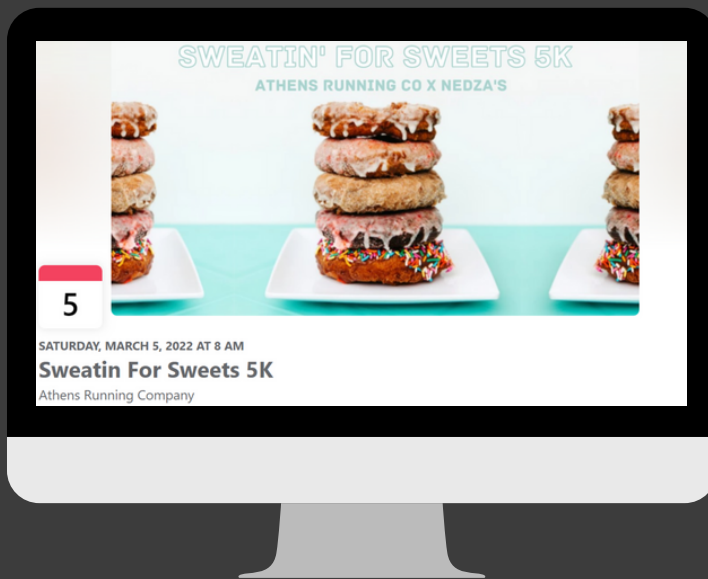 SWEATIN' FOR SWEETS 5K
ATHENS RUNNING CO X NEDZA'S
5
SATURDAY, MARCH 5, 2022 AT 8 AM
Sweatin For Sweets 5K
Athens Running Company